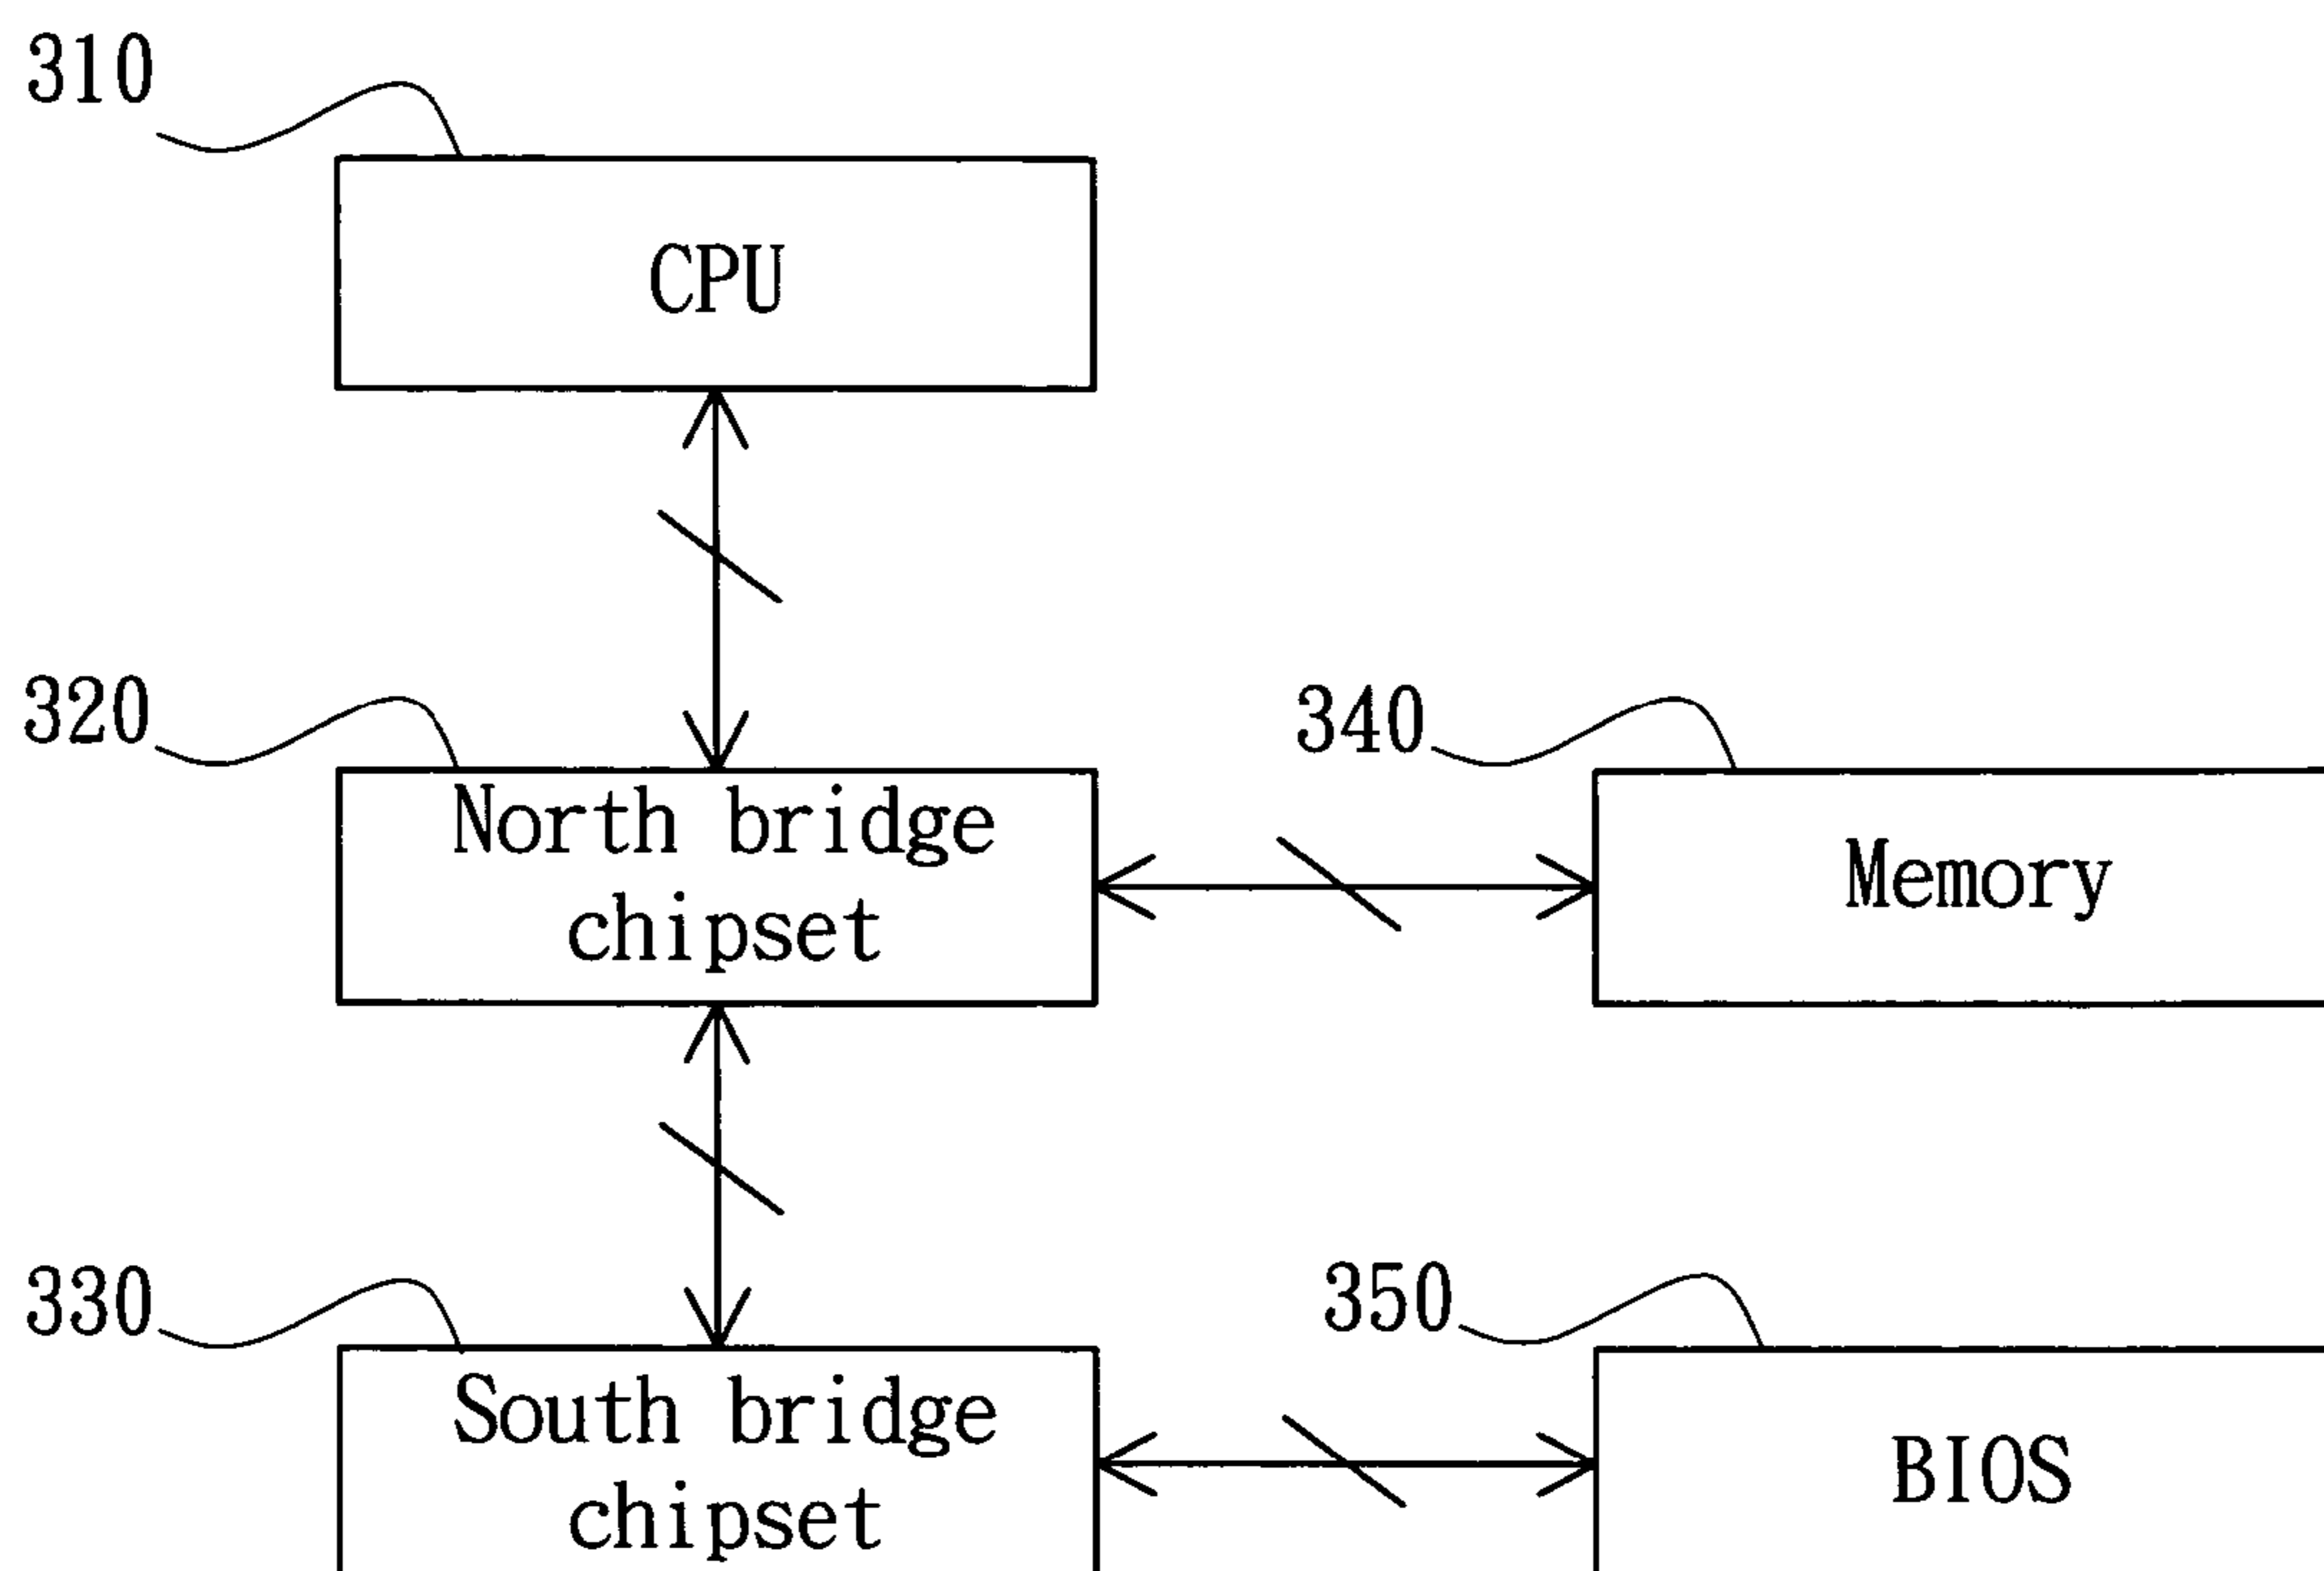 310
CPU
320
North bridge
chipset
340
Memory
330
South bridge
chipset
350
BIOS